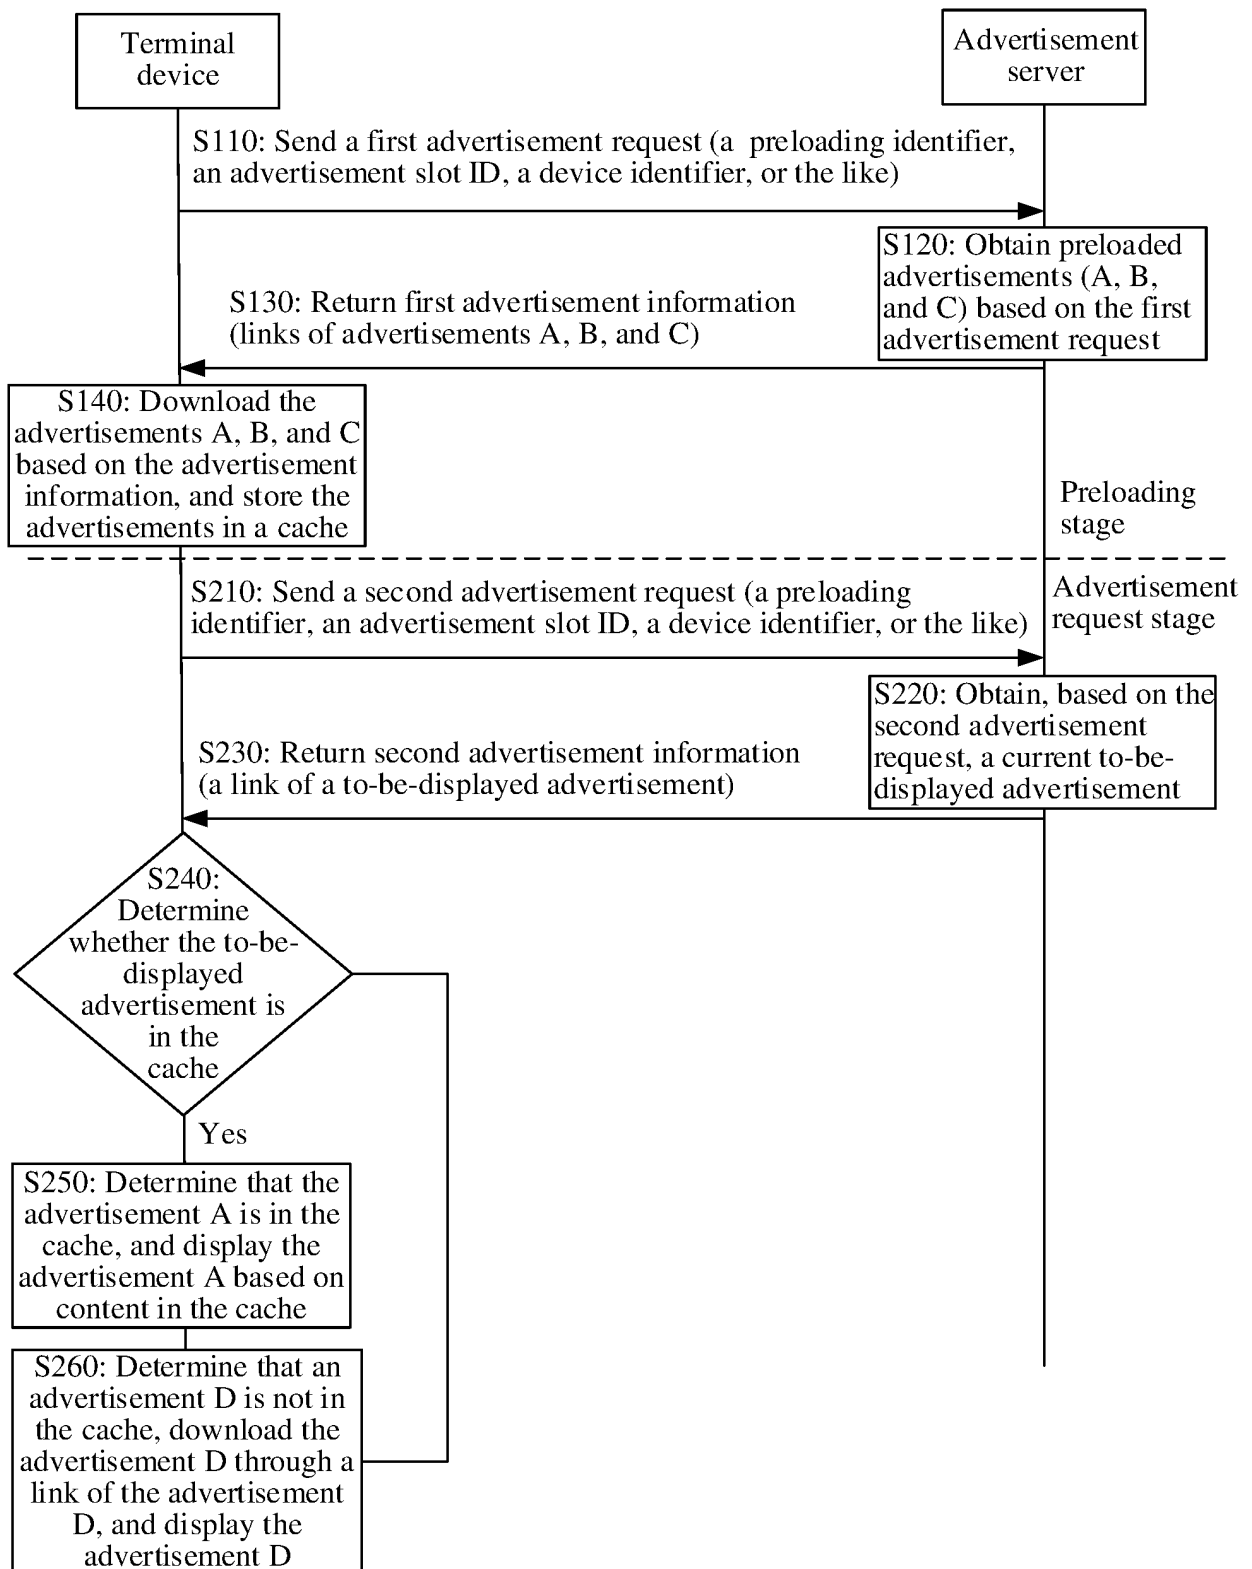 Terminal
device
Advertisement
server
S110: Send a first advertisement request (a preloading identifier,
an advertisement slot ID, a device identifier, or the like)
S120: Obtain preloaded
advertisements (A, B,
and C) based on the first
advertisement request
S130: Return first advertisement information
(links of advertisements A, B, and C)
S140: Download the
advertisements A, B, and C
based on the advertisement
information, and store the
advertisements in a cache
Preloading
stage
Advertisement
request stage
S210: Send a second advertisement request (a preloading
identifier, an advertisement slot ID, a device identifier, or the like)
S220: Obtain, based on the
second advertisement
request, a current to-be-
displayed advertisement
S230: Return second advertisement information
(a link of a to-be-displayed advertisement)
S240:
Determine
whether the to-be-
displayed
advertisement is
in the
cache
Yes
S250: Determine that the
advertisement A is in the
cache, and display the
advertisement A based on
content in the cache
S260: Determine that an
advertisement D is not in
the cache, download the
advertisement D through a
link of the advertisement
D, and display the
advertisement D